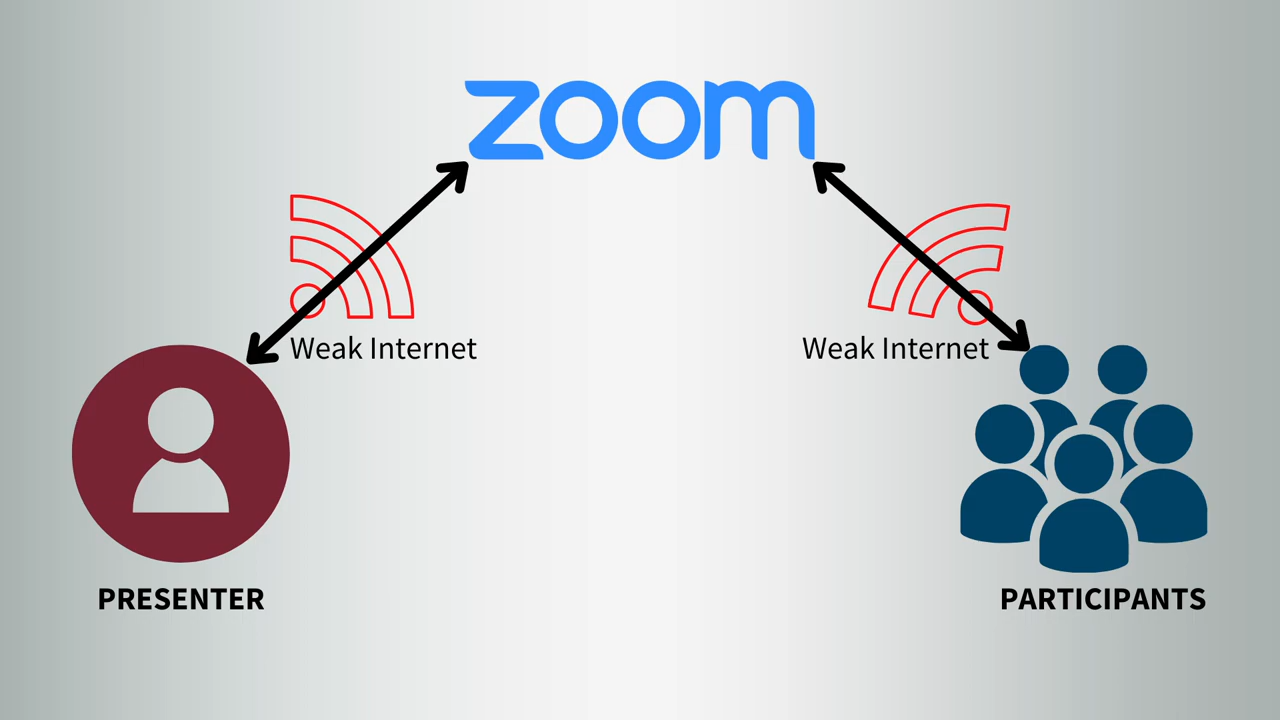 zoom
Weak Internet
Weak Internet
PRESENTER
PARTICIPANTS